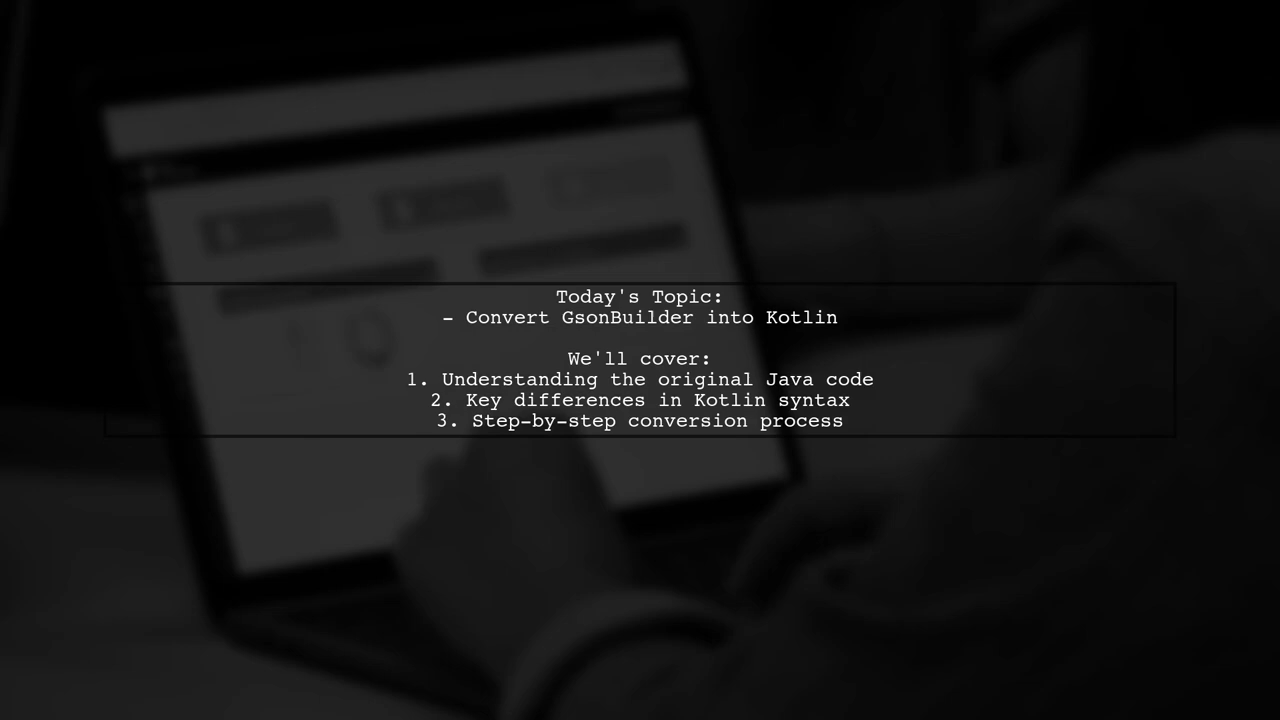 Today's Topic:
- Convert GsonBuilder into Kotlin
We'll cover:
1. Understanding the original Java code
2. Key differences in Kotlin syntax
3. Step-by-step conversion process